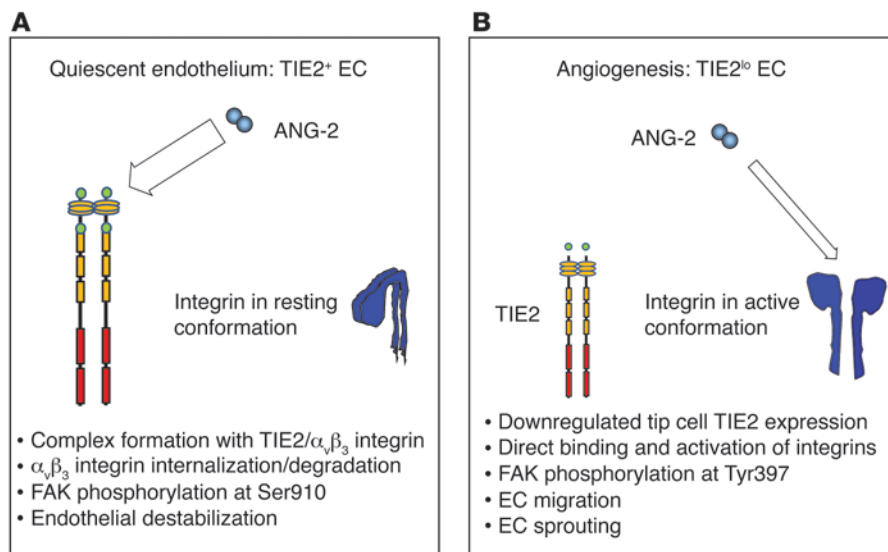 A
Quiescent endothelium: TIE2⁺ EC
ANG-2
Integrin in resting
conformation
• Complex formation with TIE2/αᵥβ₃ integrin
• αᵥβ₃ integrin internalization/degradation
• FAK phosphorylation at Ser910
• Endothelial destabilization
B
Angiogenesis: TIE2ˡᵒ EC
ANG-2
TIE2
Integrin in active
conformation
• Downregulated tip cell TIE2 expression
• Direct binding and activation of integrins
• FAK phosphorylation at Tyr397
• EC migration
• EC sprouting